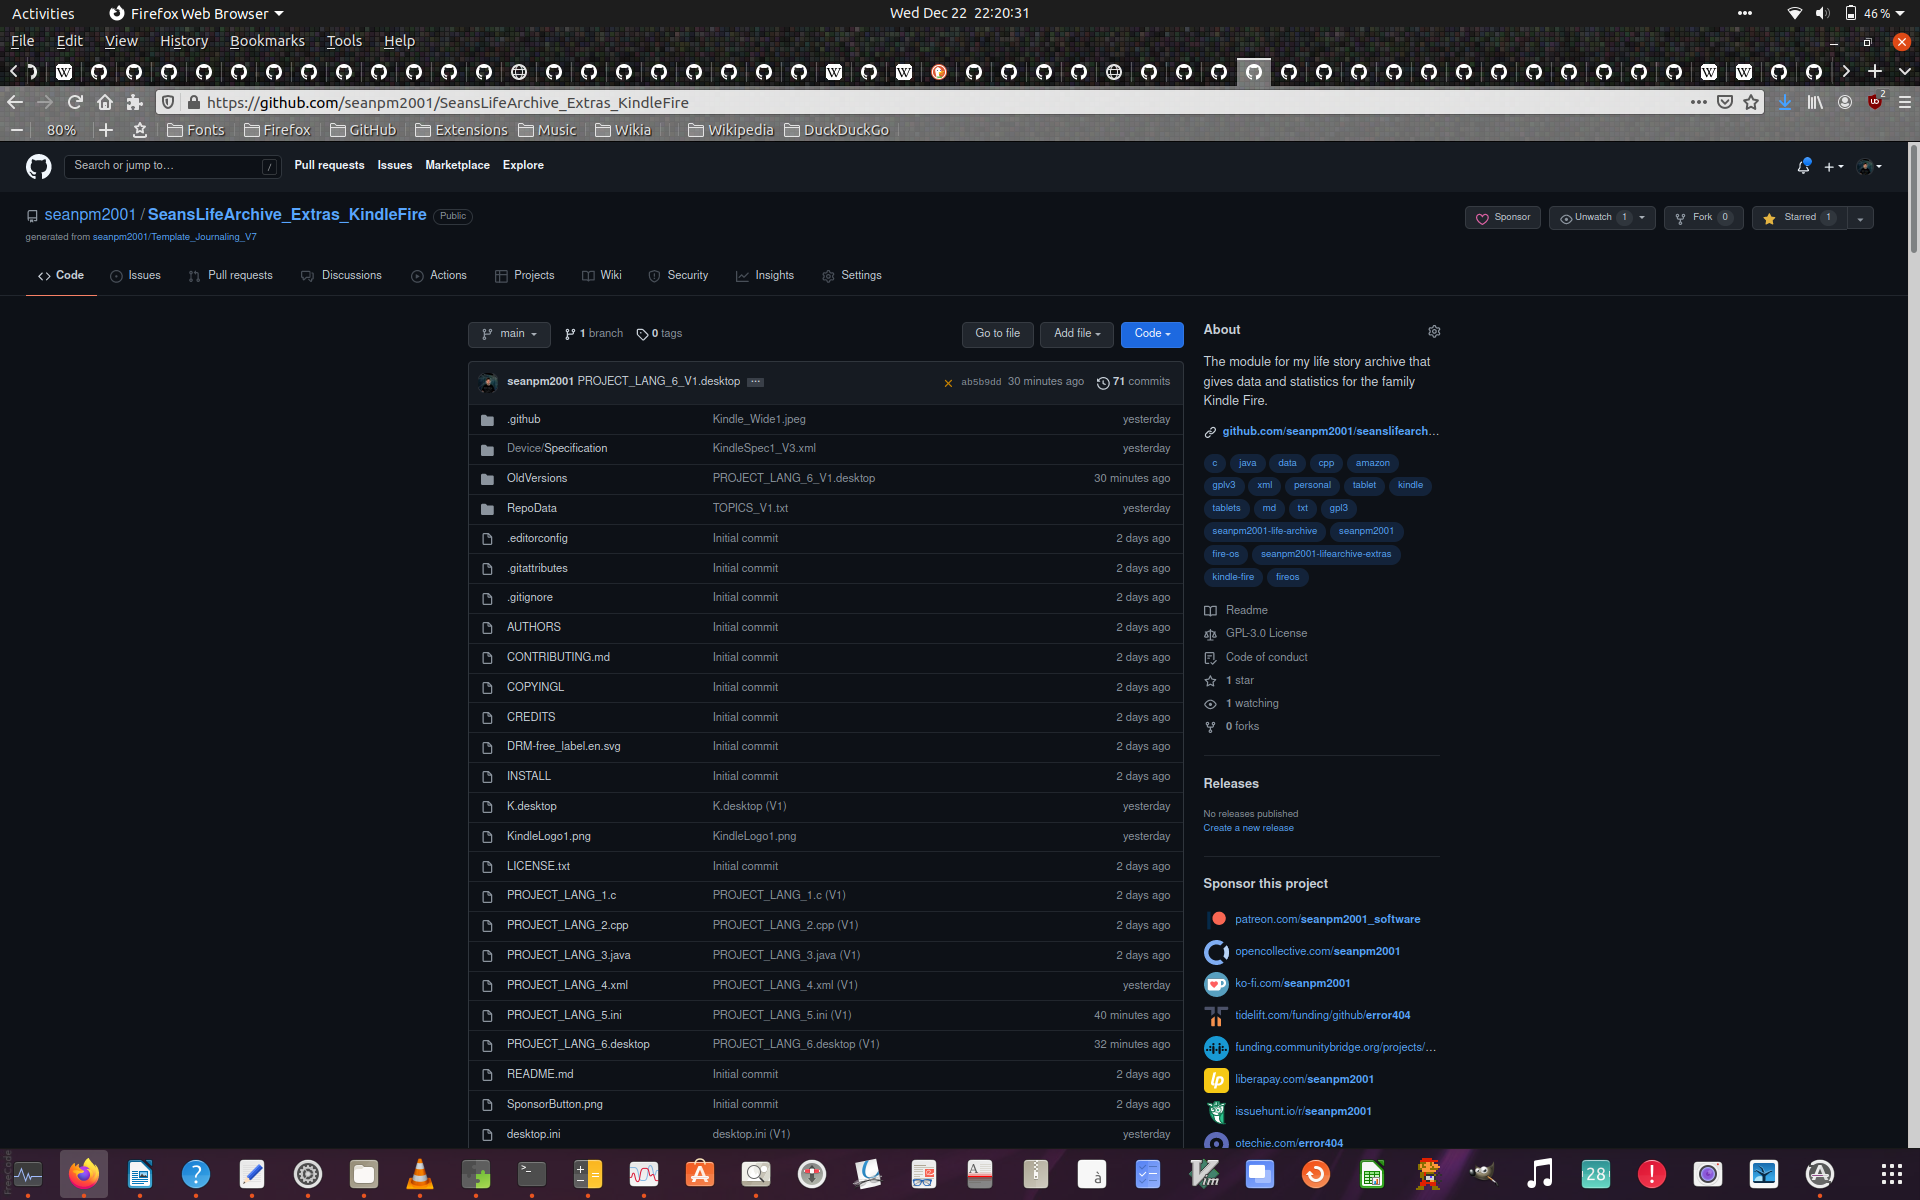 Activities Firefox Web Browser Wed Dec 22 22:20:31 46%
File Edit View History Bookmarks Tools Help
https://github.com/seanpm2001/SeansLifeArchive_Extras_KindleFire
2
80% Fonts Firefox GitHub Extensions Music Wikia Wikipedia DuckDuckGo
Search or jump to… / Pull requests Issues Marketplace Explore
seanpm2001 / SeansLifeArchive_Extras_KindleFire Public
generated from seanpm2001/Template_Journaling_V7
Sponsor Unwatch 1 Fork 0 Starred 1
Code Issues Pull requests Discussions Actions Projects Wiki Security Insights Settings
main 1 branch 0 tags Go to file Add file Code
seanpm2001 PROJECT_LANG_6_V1.desktop ab5b9dd 30 minutes ago 71 commits
.github Kindle_Wide1.jpeg yesterday
Device/Specification KindleSpec1_V3.xml yesterday
OldVersions PROJECT_LANG_6_V1.desktop 30 minutes ago
RepoData TOPICS_V1.txt yesterday
.editorconfig Initial commit 2 days ago
.gitattributes Initial commit 2 days ago
.gitignore Initial commit 2 days ago
AUTHORS Initial commit 2 days ago
CONTRIBUTING.md Initial commit 2 days ago
COPYINGL Initial commit 2 days ago
CREDITS Initial commit 2 days ago
DRM-free_label.en.svg Initial commit 2 days ago
INSTALL Initial commit 2 days ago
K.desktop K.desktop (V1) yesterday
KindleLogo1.png KindleLogo1.png yesterday
LICENSE.txt Initial commit 2 days ago
PROJECT_LANG_1.c PROJECT_LANG_1.c (V1) 2 days ago
PROJECT_LANG_2.cpp PROJECT_LANG_2.cpp (V1) 2 days ago
PROJECT_LANG_3.java PROJECT_LANG_3.java (V1) 2 days ago
PROJECT_LANG_4.xml PROJECT_LANG_4.xml (V1) yesterday
PROJECT_LANG_5.ini PROJECT_LANG_5.ini (V1) 40 minutes ago
PROJECT_LANG_6.desktop PROJECT_LANG_6.desktop (V1) 32 minutes ago
README.md Initial commit 2 days ago
SponsorButton.png Initial commit 2 days ago
desktop.ini desktop.ini (V1) yesterday
About
The module for my life story archive that
gives data and statistics for the family
Kindle Fire.
github.com/seanpm2001/seanslifearch…
c java data cpp amazon
gplv3 xml personal tablet kindle
tablets md txt gpl3
seanpm2001-life-archive seanpm2001
fire-os seanpm2001-lifearchive-extras
kindle-fire fireos
Readme
GPL-3.0 License
Code of conduct
1 star
1 watching
0 forks
Releases
No releases published
Create a new release
Sponsor this project
patreon.com/seanpm2001_software
opencollective.com/seanpm2001
ko-fi.com/seanpm2001
tidelift.com/funding/github/error404
funding.communitybridge.org/projects/…
liberapay.com/seanpm2001
issuehunt.io/r/seanpm2001
otechie.com/error404
28